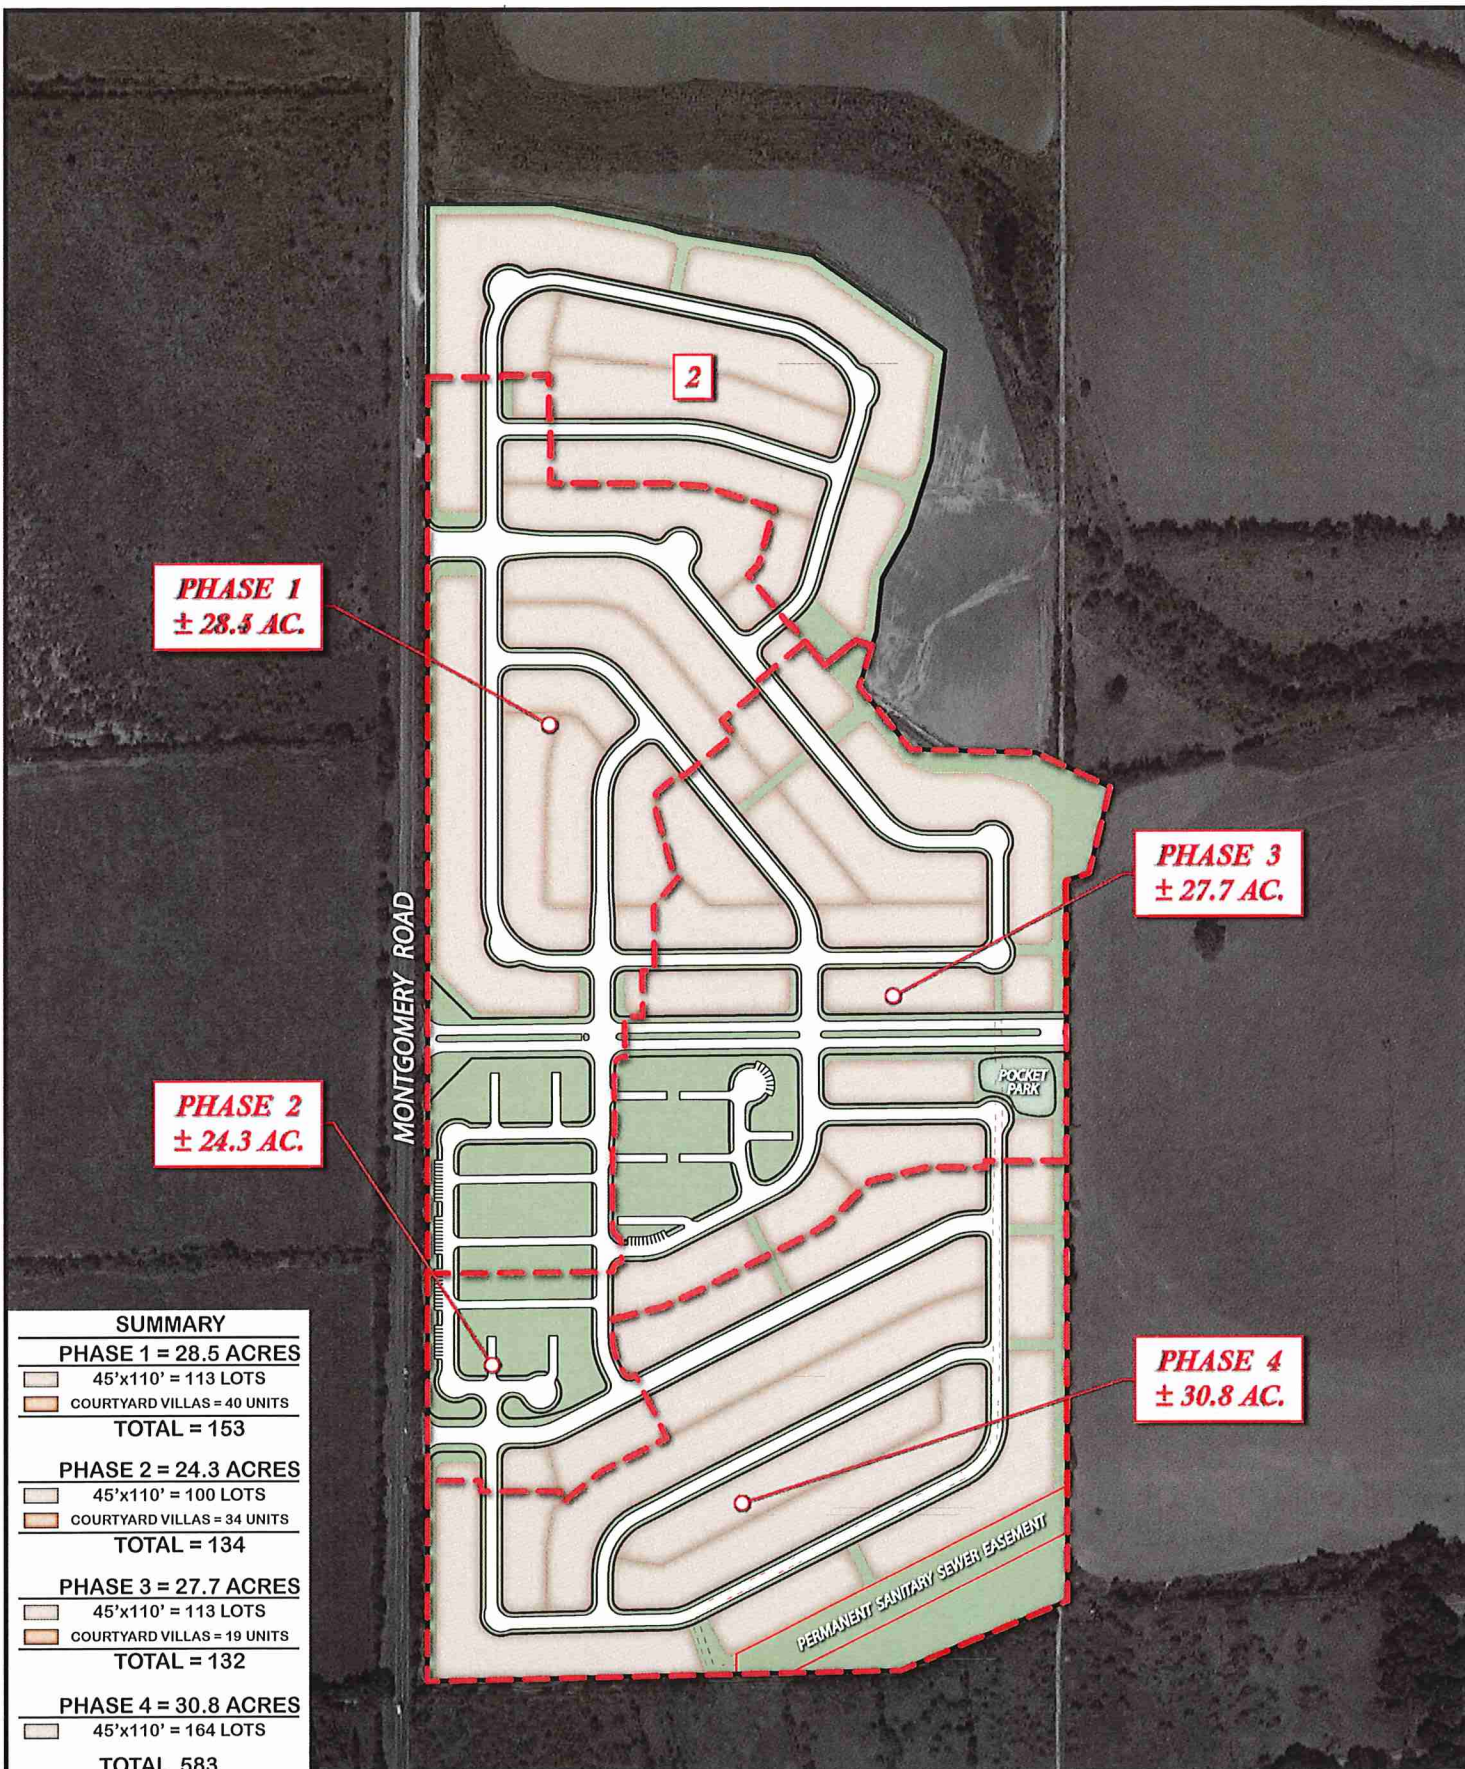 2
PHASE 1
± 28.5 AC.
PHASE 3
± 27.7 AC.
MONTGOMERY ROAD
POCKET
PARK
PHASE 2
± 24.3 AC.
PHASE 4
± 30.8 AC.
PERMANENT SANITARY SEWER EASEMENT
SUMMARY
PHASE 1 = 28.5 ACRES
45'x110' = 113 LOTS
COURTYARD VILLAS = 40 UNITS
TOTAL = 153
PHASE 2 = 24.3 ACRES
45'x110' = 100 LOTS
COURTYARD VILLAS = 34 UNITS
TOTAL = 134
PHASE 3 = 27.7 ACRES
45'x110' = 113 LOTS
COURTYARD VILLAS = 19 UNITS
TOTAL = 132
PHASE 4 = 30.8 ACRES
45'x110' = 164 LOTS
TOTAL 583